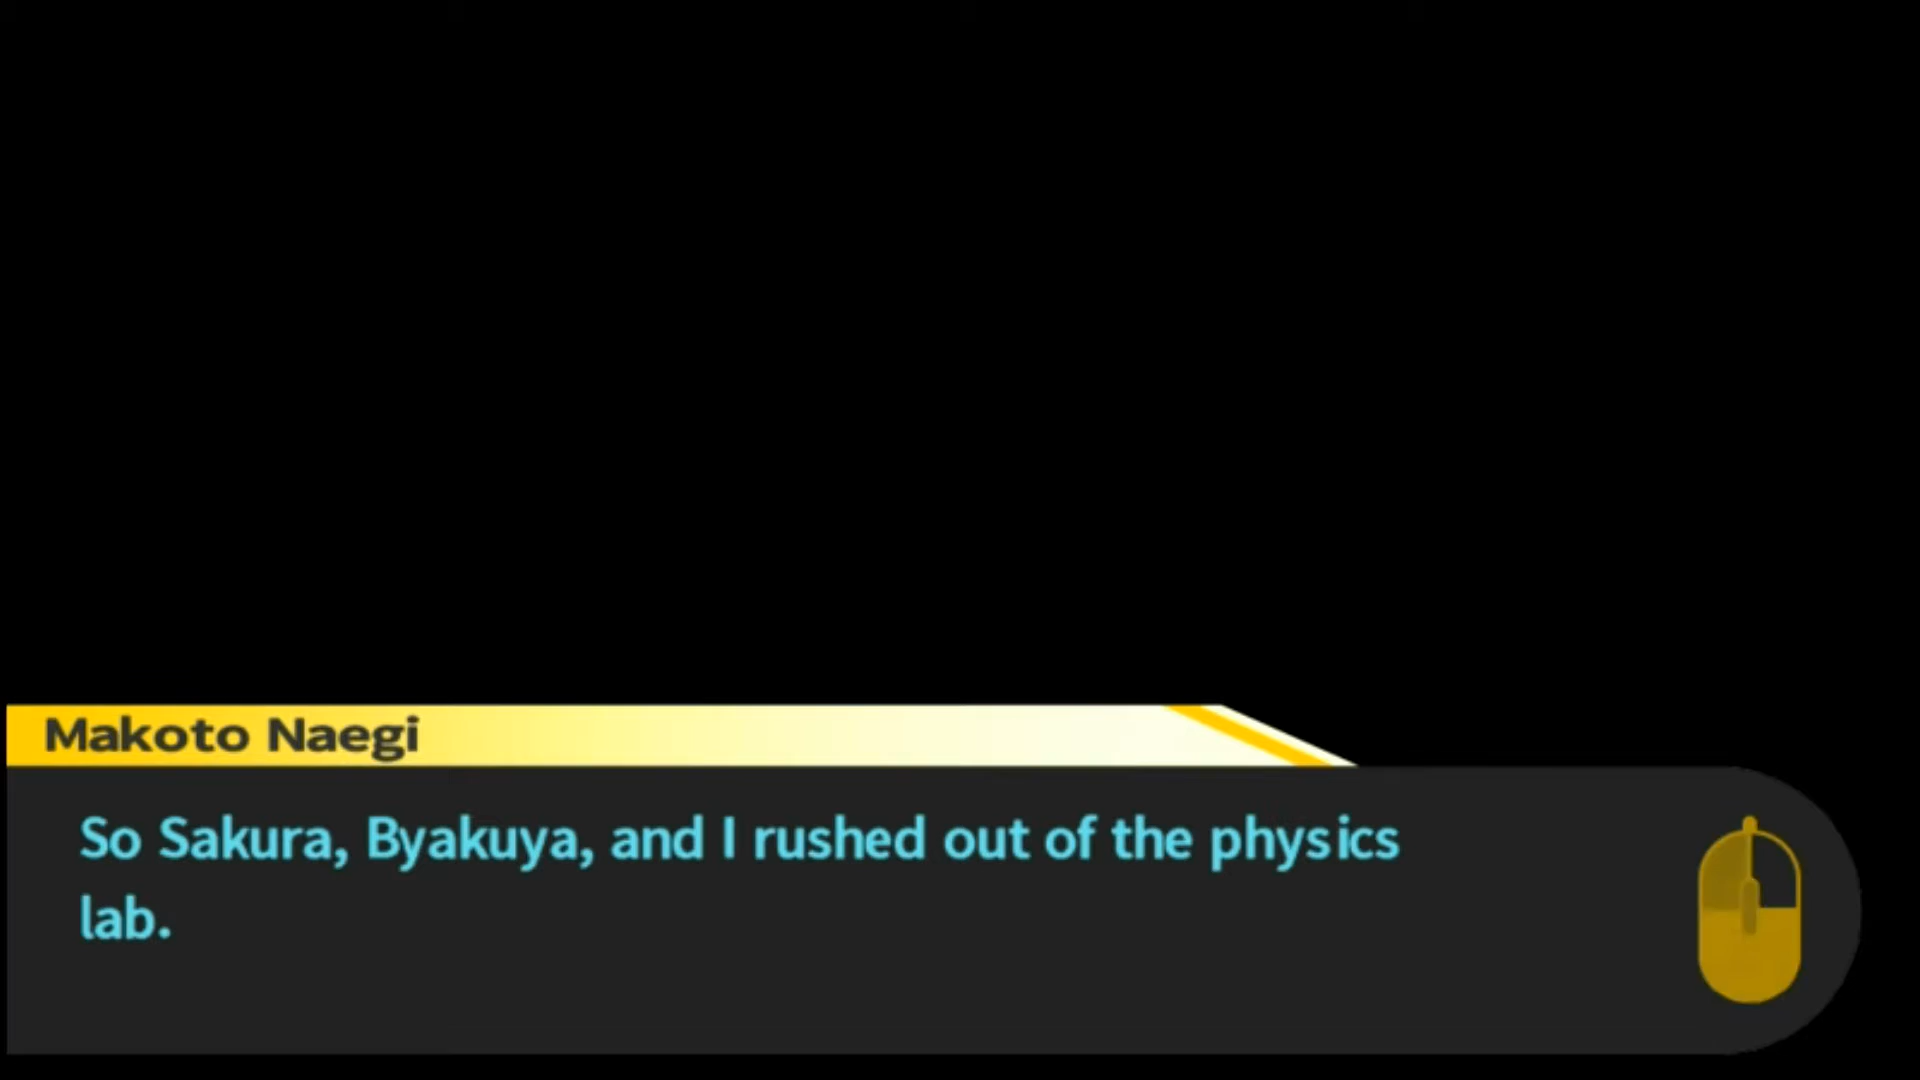 Makoto Naegi
So Sakura, Byakuya, and I rushed out of the physics
lab.